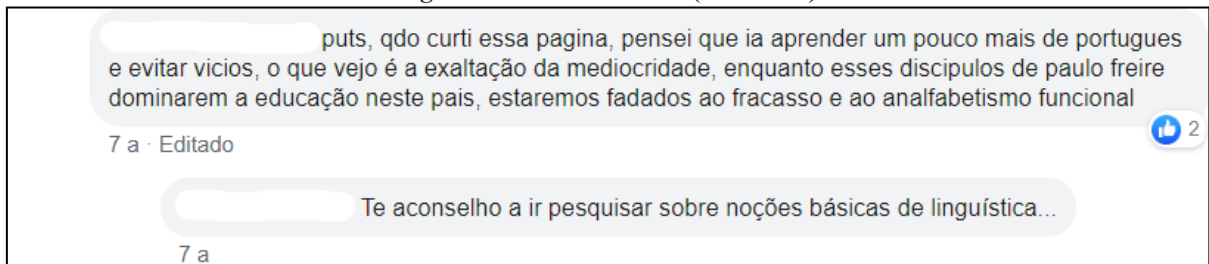 puts, qdo curti essa pagina, pensei que ia aprender um pouco mais de portugues
e evitar vicios, o que vejo é a exaltação da mediocridade, enquanto esses discipulos de paulo freire
dominarem a educação neste pais, estaremos fadados ao fracasso e ao analfabetismo funcional
2
7 a · Editado
Te aconselho a ir pesquisar sobre noções básicas de linguística...
7 a